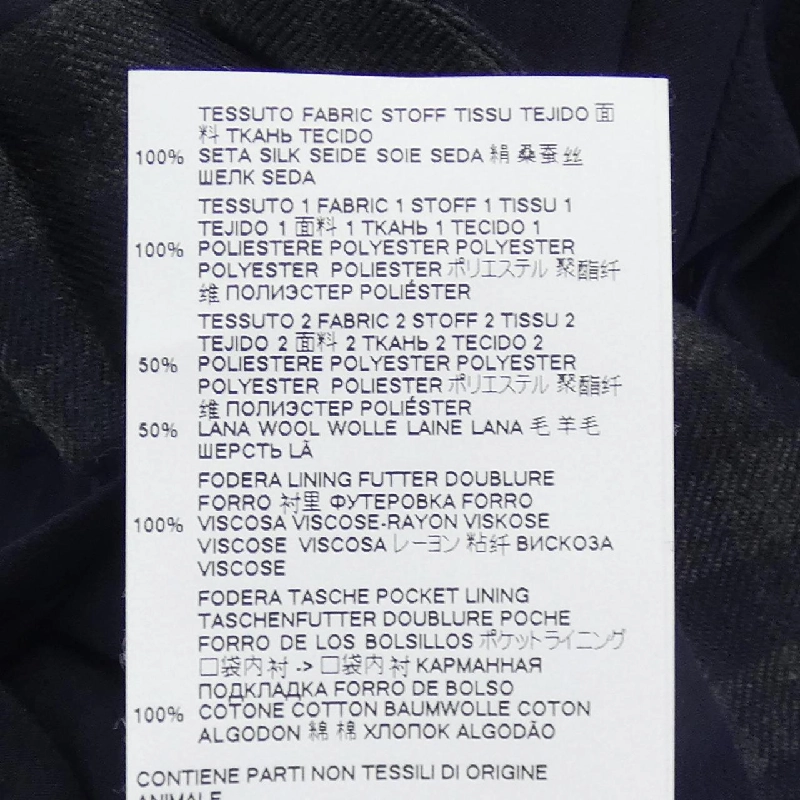 TESSUTO FABRIC STOFF TISSU TEJIDO 面
料 ТКАНЬ TECIDO
100% SETA SILK SEIDE SOIE SEDA 絹 桑蚕丝
ШЕЛК SEDA
TESSUTO 1 FABRIC 1 STOFF 1 TISSU 1
TEJIDO 1 面料 1 ТКАНЬ 1 TECIDO 1
100% POLIESTERE POLYESTER POLYESTER
POLYESTER POLIESTER ポリエステル 聚酯纤
维 ПОЛИЭСТЕР POLIÉSTER
TESSUTO 2 FABRIC 2 STOFF 2 TISSU 2
TEJIDO 2 面料 2 ТКАНЬ 2 TECIDO 2
50% POLIESTERE POLYESTER POLYESTER
POLYESTER POLIESTER ポリエステル 聚酯纤
维 ПОЛИЭСТЕР POLIÉSTER
50% LANA WOOL WOLLE LAINE LANA 毛 羊毛
ШЕРСТЬ LÃ
FODERA LINING FUTTER DOUBLURE
FORRO 衬里 ФУТЕРОВКА FORRO
100% VISCOSA VISCOSE-RAYON VISKOSE
VISCOSE VISCOSA レーヨン 粘纤 ВИСКОЗА
VISCOSE
FODERA TASCHE POCKET LINING
TASCHENFUTTER DOUBLURE POCHE
FORRO DE LOS BOLSILLOS ポケットライニング
口袋内衬 -> 口袋内衬 КАРМАННАЯ
ПОДКЛАДКА FORRO DE BOLSO
100% COTONE COTTON BAUMWOLLE COTON
ALGODON 綿 棉 ХЛОПОК ALGODÃO
CONTIENE PARTI NON TESSILI DI ORIGINE
ANIMALE